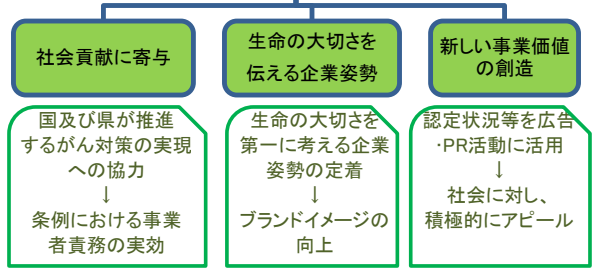 社会貢献に寄与
生命の大切さを
伝える企業姿勢
新しい事業価値
の創造
国及び県が推進
するがん対策の実現
への協力
↓
条例における事業
者責務の実効
生命の大切さを
第一に考える企業
姿勢の定着
↓
ブランドイメージの
向上
認定状況等を広告
・PR活動に活用
↓
社会に対し、
積極的にアピール